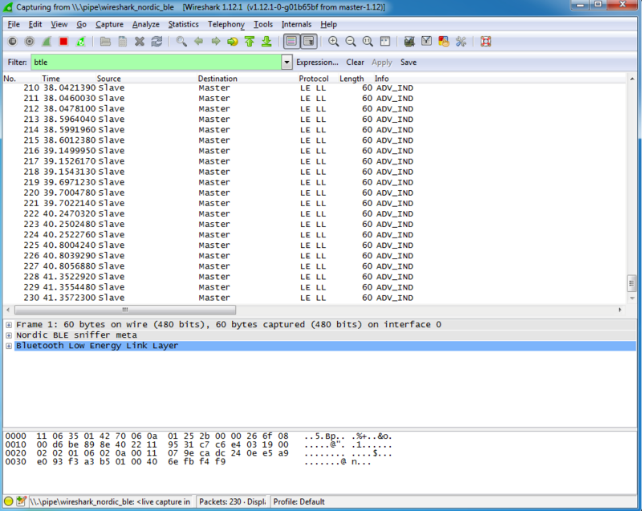 Capturing from \\.\pipe\wireshark_nordic_ble [Wireshark 1.12.1 (v1.12.1-0-g01b65bf from master-1.12)]
File Edit View Go Capture Analyze Statistics Telephony Tools Internals Help
Filter: btle Expression... Clear Apply Save
No. Time Source Destination Protocol Length Info
210 38.0421390 Slave Master LE LL 60 ADV_IND
211 38.0460030 Slave Master LE LL 60 ADV_IND
212 38.0478100 Slave Master LE LL 60 ADV_IND
213 38.5964040 Slave Master LE LL 60 ADV_IND
214 38.5991960 Slave Master LE LL 60 ADV_IND
215 38.6012380 Slave Master LE LL 60 ADV_IND
216 39.1499950 Slave Master LE LL 60 ADV_IND
217 39.1526170 Slave Master LE LL 60 ADV_IND
218 39.1543130 Slave Master LE LL 60 ADV_IND
219 39.6971230 Slave Master LE LL 60 ADV_IND
220 39.7004780 Slave Master LE LL 60 ADV_IND
221 39.7022140 Slave Master LE LL 60 ADV_IND
222 40.2470320 Slave Master LE LL 60 ADV_IND
223 40.2502480 Slave Master LE LL 60 ADV_IND
224 40.2522760 Slave Master LE LL 60 ADV_IND
225 40.8004240 Slave Master LE LL 60 ADV_IND
226 40.8039290 Slave Master LE LL 60 ADV_IND
227 40.8056880 Slave Master LE LL 60 ADV_IND
228 41.3522920 Slave Master LE LL 60 ADV_IND
229 41.3554480 Slave Master LE LL 60 ADV_IND
230 41.3572300 Slave Master LE LL 60 ADV_IND
Frame 1: 60 bytes on wire (480 bits), 60 bytes captured (480 bits) on interface 0
Nordic BLE sniffer meta
Bluetooth Low Energy Link Layer
0000 11 06 35 01 42 70 06 0a 01 25 2b 00 00 26 6f 08 ..5.Bp.. .%+..&o.
0010 00 d6 be 89 8e 40 22 11 95 31 c7 c6 e4 03 19 00 .....@". .1......
0020 02 02 01 06 02 0a 00 11 07 9e ca dc 24 0e e5 a9 ........ ....$...
0030 e0 93 f3 a3 b5 01 00 40 6e fb f4 f9 .......@ n...
\\.\pipe\wireshark_nordic_ble: <live capture in Packets: 230 · Displ. Profile: Default